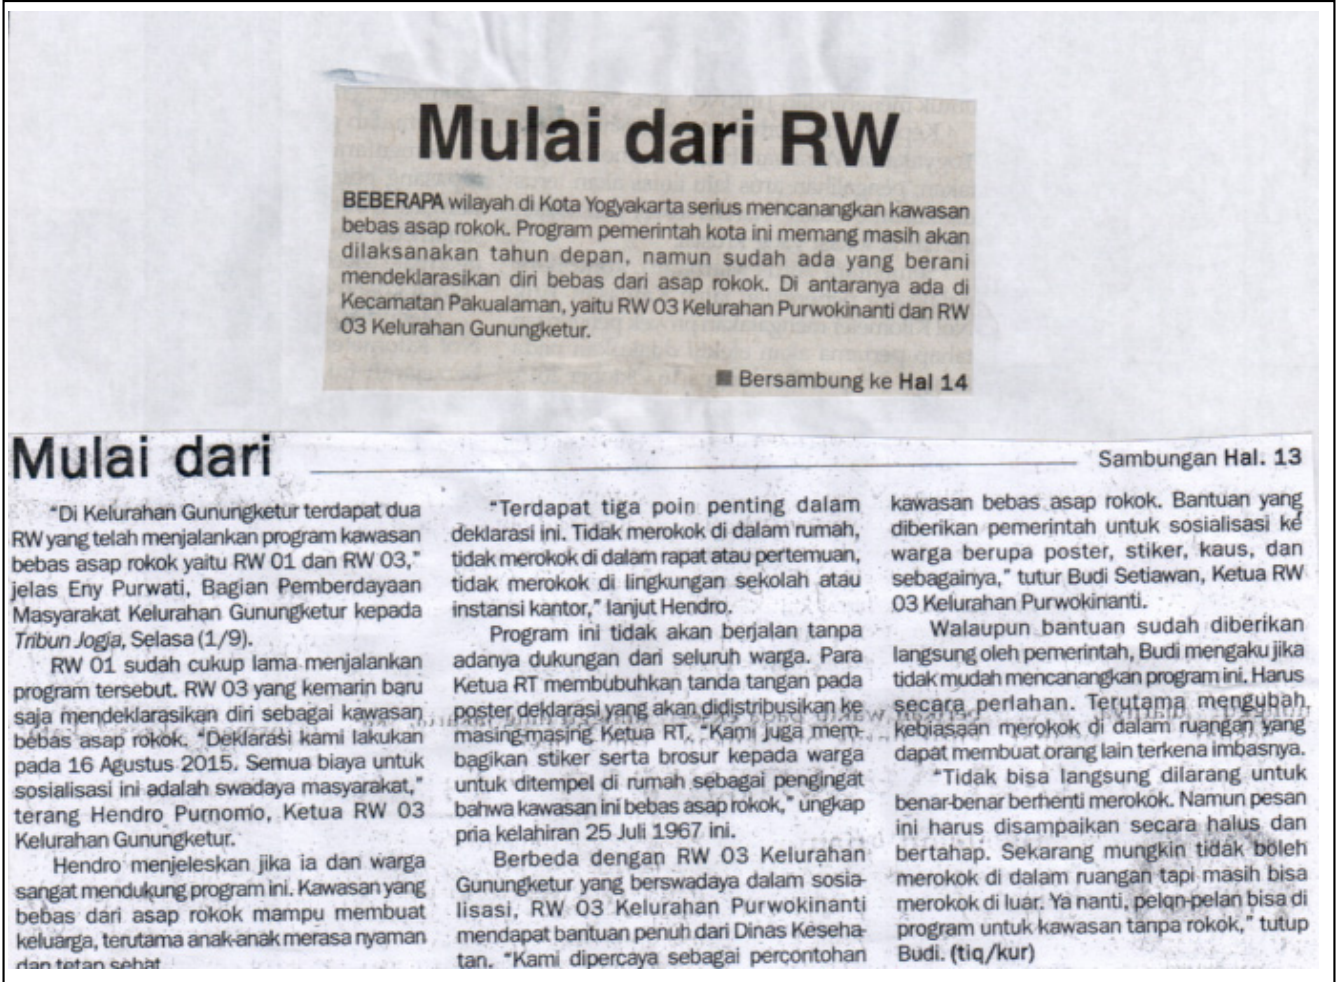 Mulai dari RW
BEBERAPA wilayah di Kota Yogyakarta serius mencanangkan kawasan
bebas asap rokok. Program pemerintah kota ini memang masih akan
dilaksanakan tahun depan, namun sudah ada yang berani
mendeklarasikan diri bebas dari asap rokok. Di antaranya ada di
Kecamatan Pakualaman, yaitu RW 03 Kelurahan Purwokinanti dan RW
03 Kelurahan Gunungketur.
■ Bersambung ke Hal 14
Mulai dari
Sambungan Hal. 13
"Di Kelurahan Gunungketur terdapat dua
RW yang telah menjalankan program kawasan
bebas asap rokok yaitu RW 01 dan RW 03,"
jelas Eny Purwati, Bagian Pemberdayaan
Masyarakat Kelurahan Gunungketur kepada
Tribun Jogja, Selasa (1/9).
RW 01 sudah cukup lama menjalankan
program tersebut. RW 03 yang kemarin baru
saja mendeklarasikan diri sebagai kawasan
bebas asap rokok. "Deklarasi kami lakukan
pada 16 Agustus 2015. Semua biaya untuk
sosialisasi ini adalah swadaya masyarakat,"
terang Hendro Purnomo, Ketua RW 03
Kelurahan Gunungketur.
Hendro menjeleskan jika ia dan warga
sangat mendukung program ini. Kawasan yang
bebas dari asap rokok mampu membuat
keluarga, terutama anak-anak merasa nyaman
dan tetap sehat.
"Terdapat tiga poin penting dalam
deklarasi ini. Tidak merokok di dalam rumah,
tidak merokok di dalam rapat atau pertemuan,
tidak merokok di lingkungan sekolah atau
instansi kantor," lanjut Hendro.
Program ini tidak akan berjalan tanpa
adanya dukungan dari seluruh warga. Para
Ketua RT membubuhkan tanda tangan pada
poster deklarasi yang akan didistribusikan ke
masing-masing Ketua RT. "Kami juga mem-
bagikan stiker serta brosur kepada warga
untuk ditempel di rumah sebagai pengingat
bahwa kawasan ini bebas asap rokok," ungkap
pria kelahiran 25 Juli 1967 ini.
Berbeda dengan RW 03 Kelurahan
Gunungketur yang berswadaya dalam sosia-
lisasi, RW 03 Kelurahan Purwokinanti
mendapat bantuan penuh dari Dinas Keseha-
tan. "Kami dipercaya sebagai percontohan
kawasan bebas asap rokok. Bantuan yang
diberikan pemerintah untuk sosialisasi ke
warga berupa poster, stiker, kaus, dan
sebagainya," tutur Budi Setiawan, Ketua RW
03 Kelurahan Purwokinanti.
Walaupun bantuan sudah diberikan
langsung oleh pemerintah, Budi mengaku jika
tidak mudah mencanangkan program ini. Harus
secara perlahan. Terutama mengubah
kebiasaan merokok di dalam ruangan yang
dapat membuat orang lain terkena imbasnya.
"Tidak bisa langsung dilarang untuk
benar-benar berhenti merokok. Namun pesan
ini harus disampaikan secara halus dan
bertahap. Sekarang mungkin tidak boleh
merokok di dalam ruangan tapi masih bisa
merokok di luar. Ya nanti, pelqn-pelan bisa di
program untuk kawasan tanpa rokok," tutup
Budi. (tiq/kur)